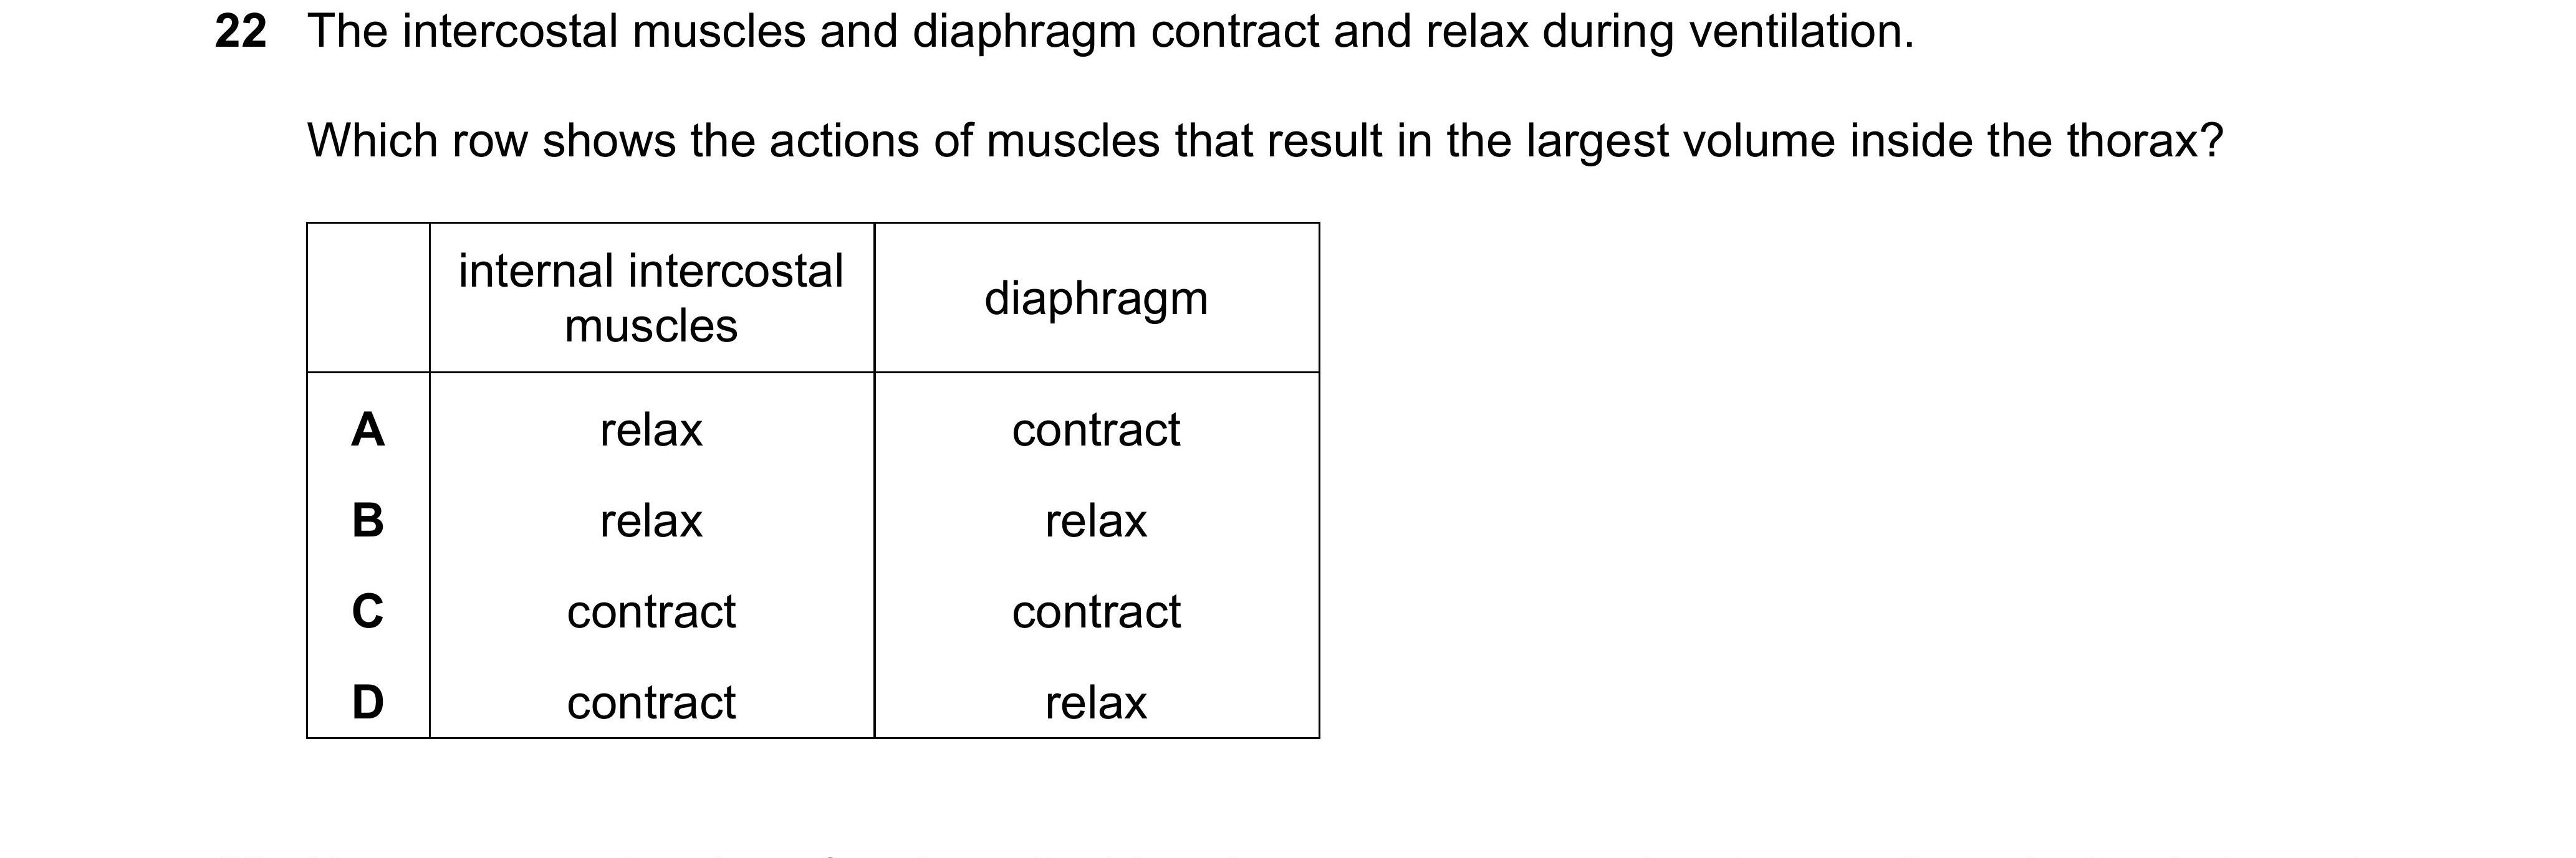 22 The intercostal muscles and diaphragm contract and relax during ventilation.
Which row shows the actions of muscles that result in the largest volume inside the thorax?
internal intercostal muscles diaphragm
A relax contract
B relax relax
C contract contract
D contract relax